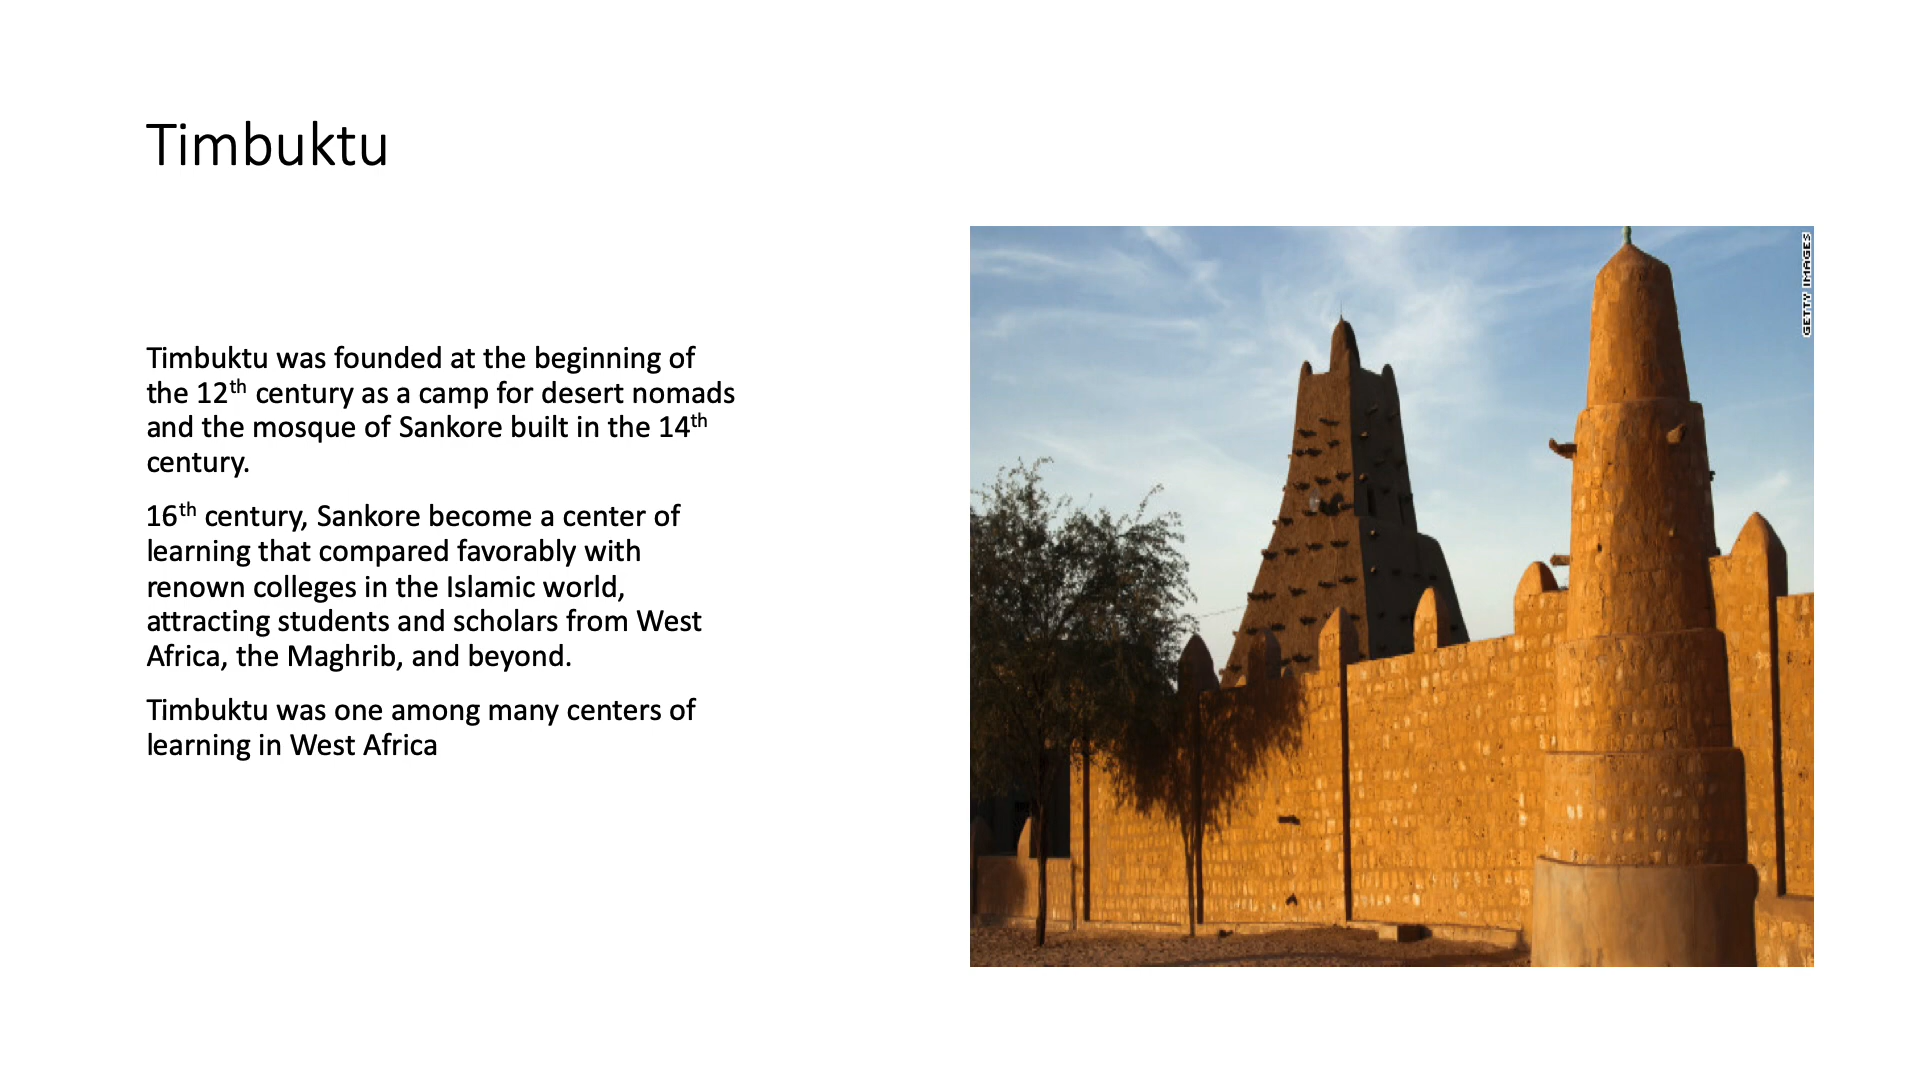 Timbuktu
GETTY IMAGES
Timbuktu was founded at the beginning of
the 12th century as a camp for desert nomads
and the mosque of Sankore built in the 14th
century.
16th century, Sankore become a center of
learning that compared favorably with
renown colleges in the Islamic world,
attracting students and scholars from West
Africa, the Maghrib, and beyond.
Timbuktu was one among many centers of
learning in West Africa